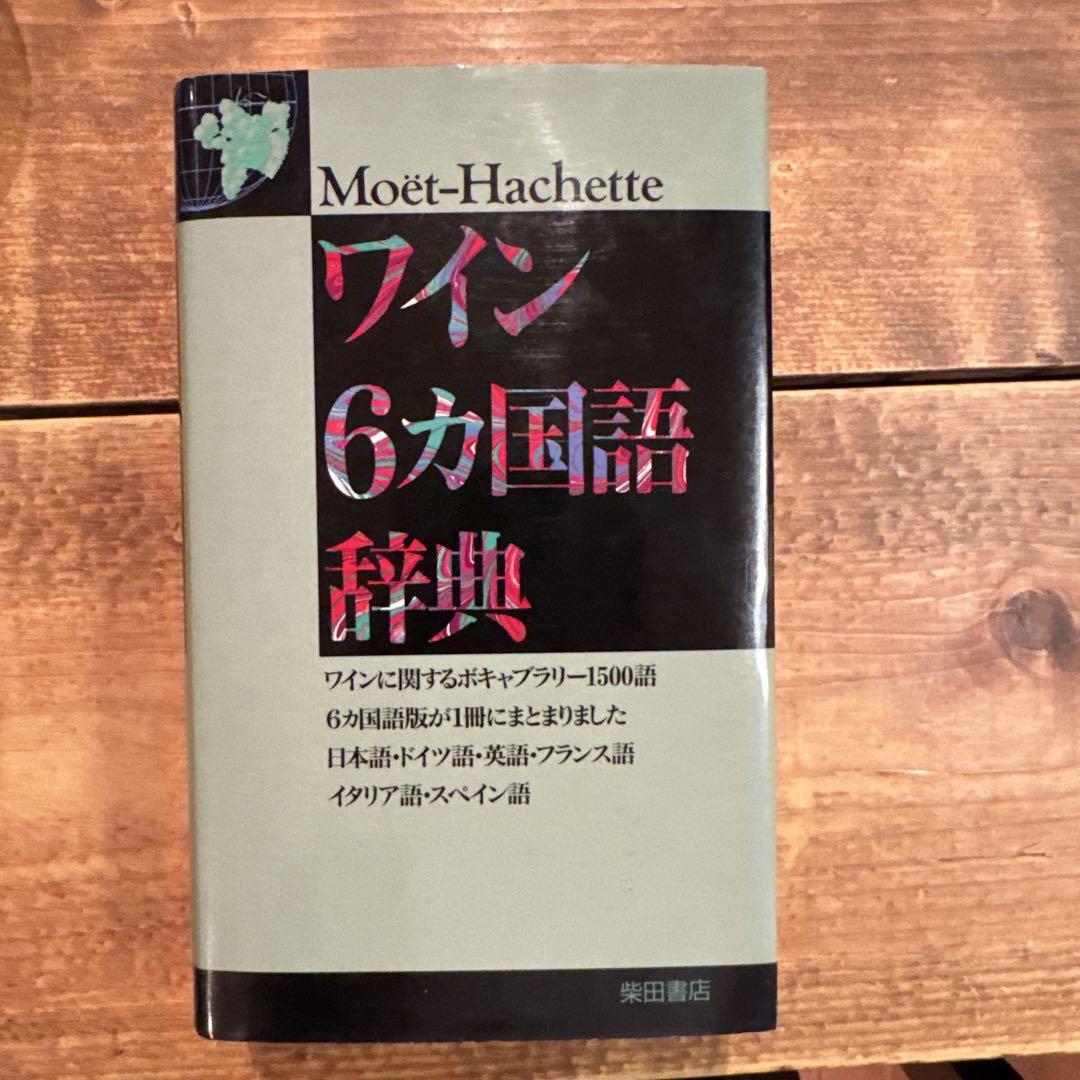 Moët-Hachette
ワイン
6カ国語
辞典
ワインに関するボキャブラリー1500語
6カ国語版が1冊にまとまりました
日本語・ドイツ語・英語・フランス語
イタリア語・スペイン語
柴田書店